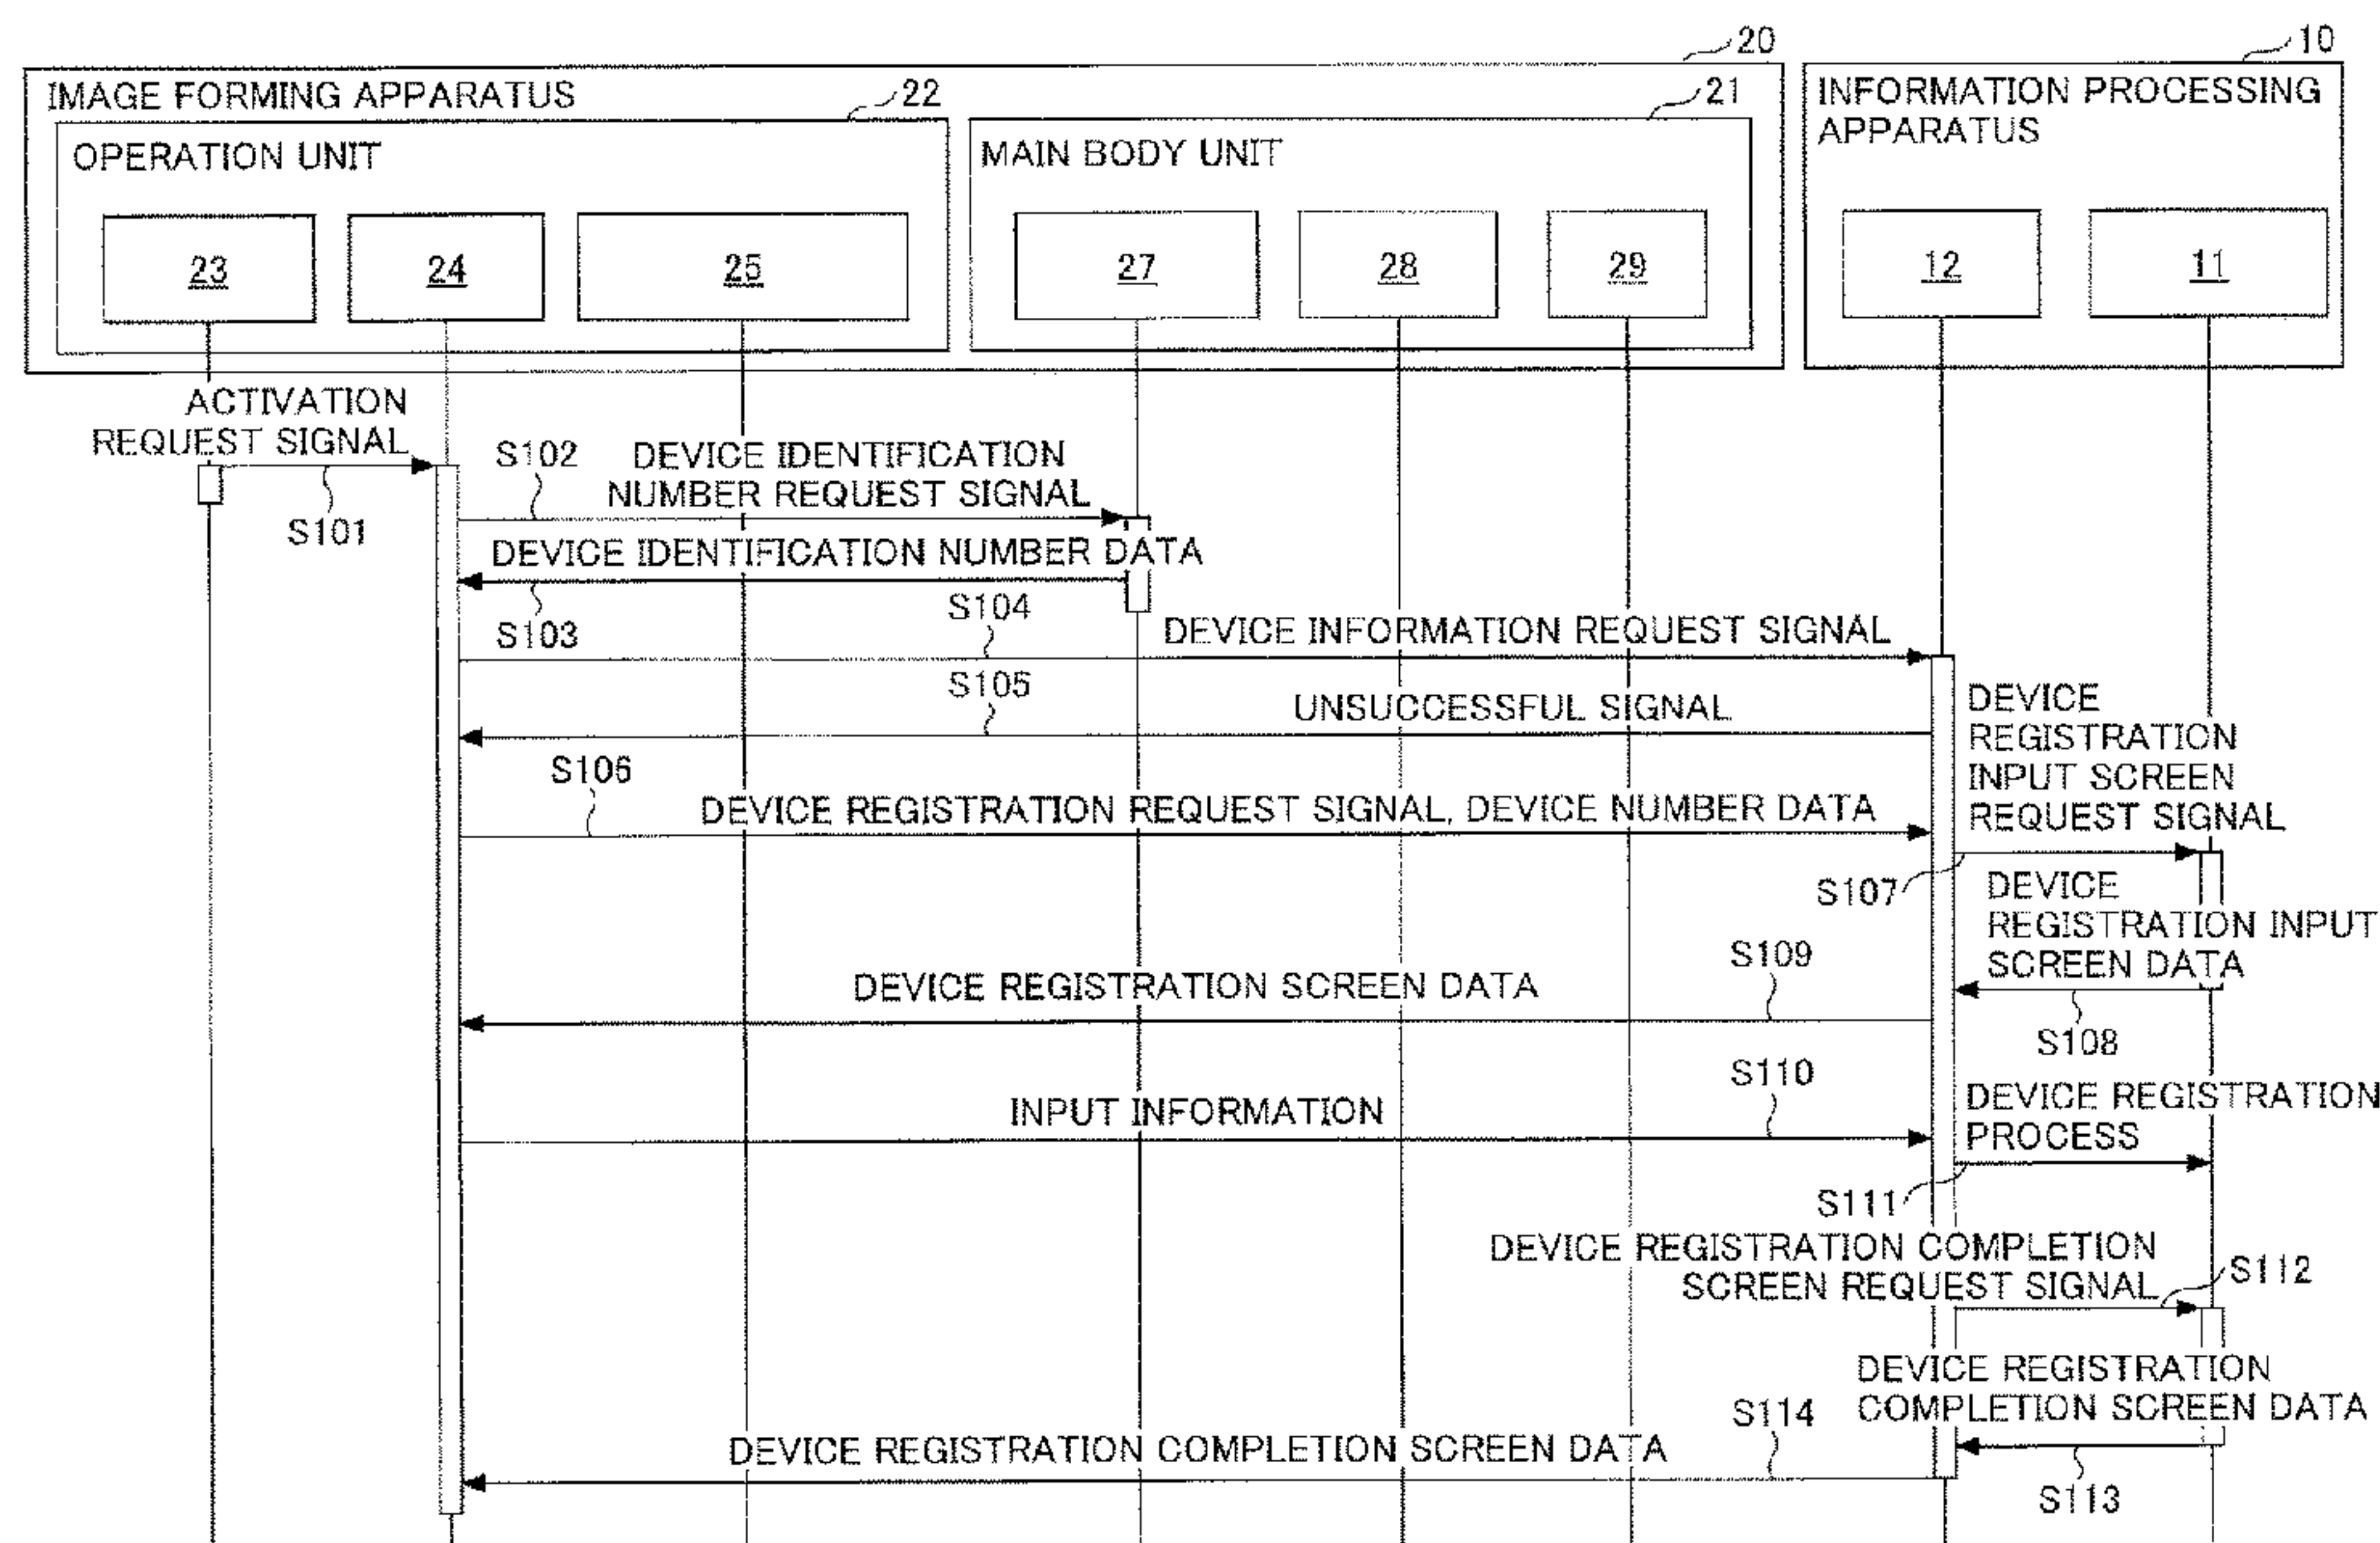 20
10
IMAGE FORMING APPARATUS
22
21
INFORMATION PROCESSING
APPARATUS
OPERATION UNIT
MAIN BODY UNIT
23
24
25
27
28
29
12
11
ACTIVATION
REQUEST SIGNAL
S101
S102
DEVICE IDENTIFICATION
NUMBER REQUEST SIGNAL
DEVICE IDENTIFICATION NUMBER DATA
S103
S104
DEVICE INFORMATION REQUEST SIGNAL
S105
UNSUCCESSFUL SIGNAL
DEVICE
REGISTRATION
INPUT SCREEN
REQUEST SIGNAL
S106
DEVICE REGISTRATION REQUEST SIGNAL, DEVICE NUMBER DATA
S107
DEVICE
REGISTRATION INPUT
SCREEN DATA
S109
DEVICE REGISTRATION SCREEN DATA
S108
S110
INPUT INFORMATION
DEVICE REGISTRATION
PROCESS
S111
DEVICE REGISTRATION COMPLETION
SCREEN REQUEST SIGNAL
S112
DEVICE REGISTRATION
COMPLETION SCREEN DATA
S114
DEVICE REGISTRATION COMPLETION SCREEN DATA
S113